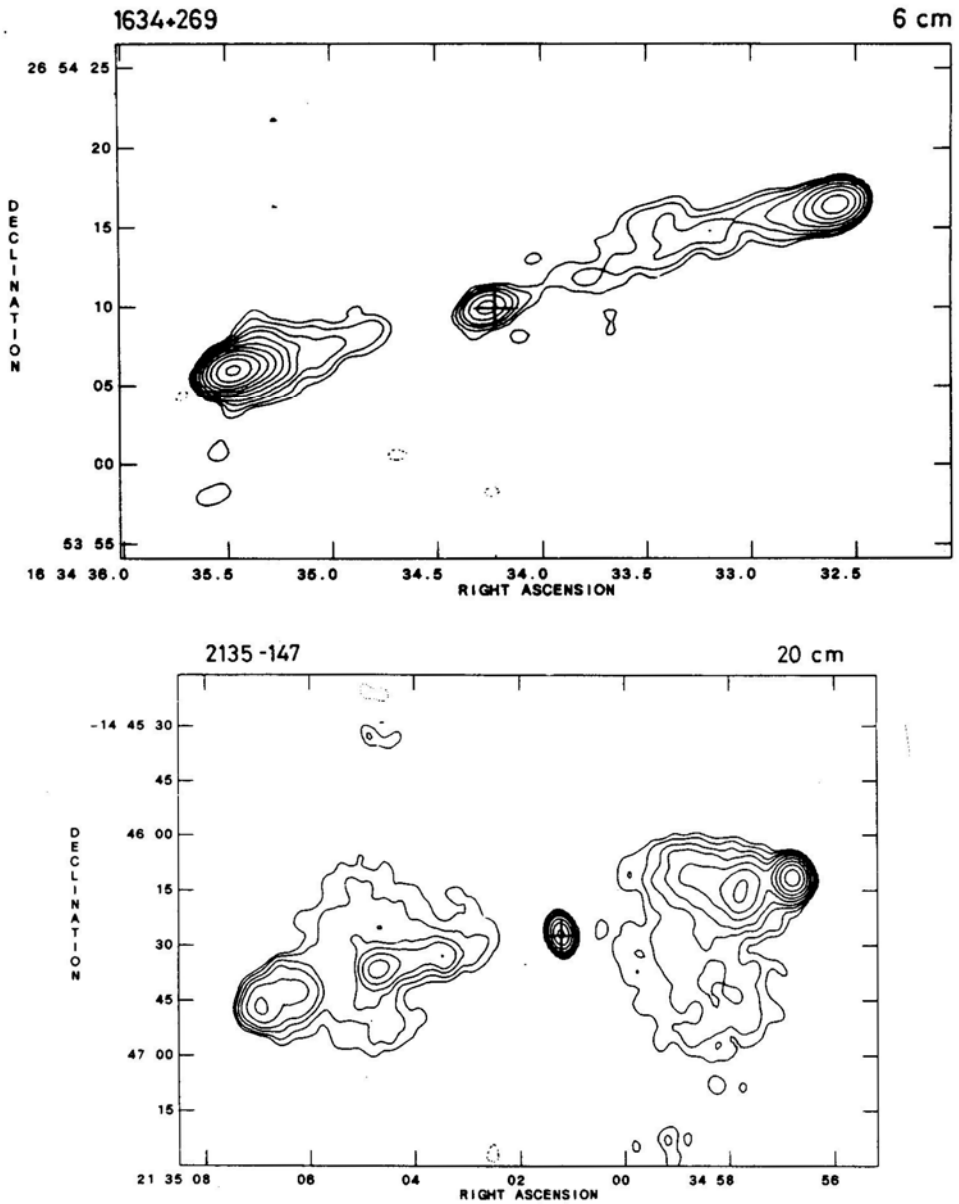 1634+269 6 cm
26 54 25
20
15
10
05
00
53 55
DECLINATION
16 34 36.0 35.5 35.0 34.5 34.0 33.5 33.0 32.5
RIGHT ASCENSION
2135-147 20 cm
-14 45 30
45
46 00
15
30
45
47 00
15
DECLINATION
21 35 08 06 04 02 00 34 58 56
RIGHT ASCENSION